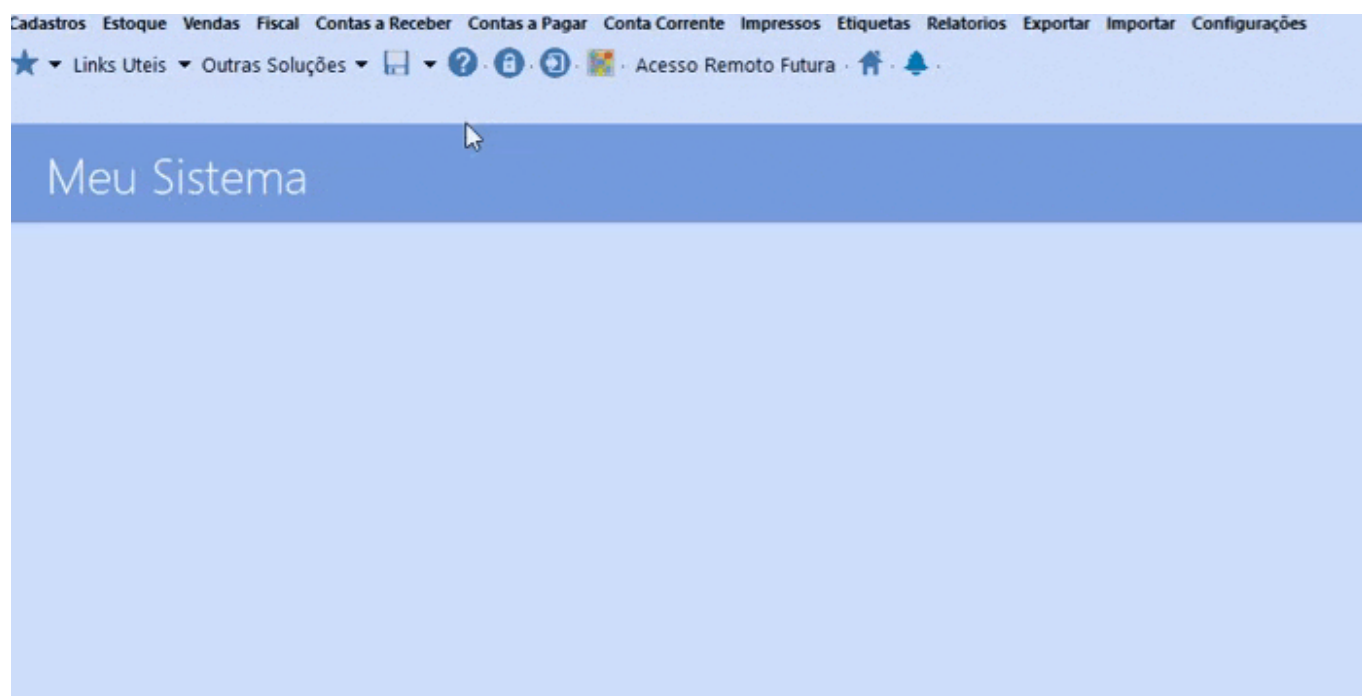 Cadastros Estoque Vendas Fiscal Contas a Receber Contas a Pagar Conta Corrente Impressos Etiquetas Relatorios Exportar Importar Configurações
Links Uteis Outras Soluções ? Acesso Remoto Futura
Meu Sistema